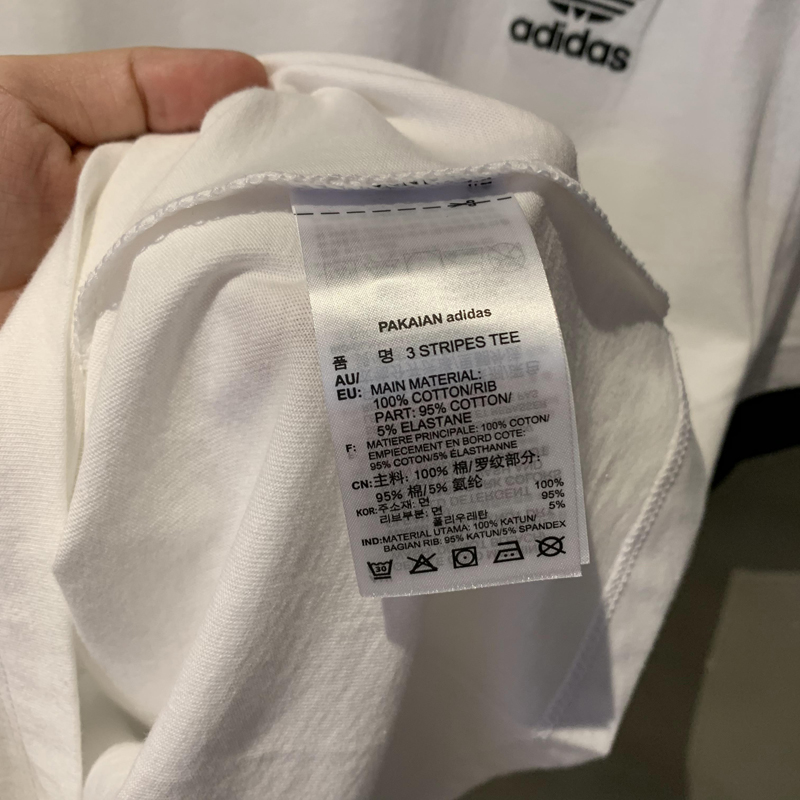 adidas
PAKAIAN adidas
품 명 3 STRIPES TEE
AU/
EU: MAIN MATERIAL:
100% COTTON/RIB
PART: 95% COTTON/
5% ELASTANE
F: MATIERE PRINCIPALE: 100% COTON/
EMPIECEMENT EN BORD COTE:
95% COTON/5% ÉLASTHANNE
CN:主料: 100% 棉/罗纹部分:
95% 棉/5% 氨纶
KOR:주소재: 면 100%
리브부분: 면 95%
폴리우레탄 5%
IND:MATERIAL UTAMA: 100% KATUN/
BAGIAN RIB: 95% KATUN/5% SPANDEX
30